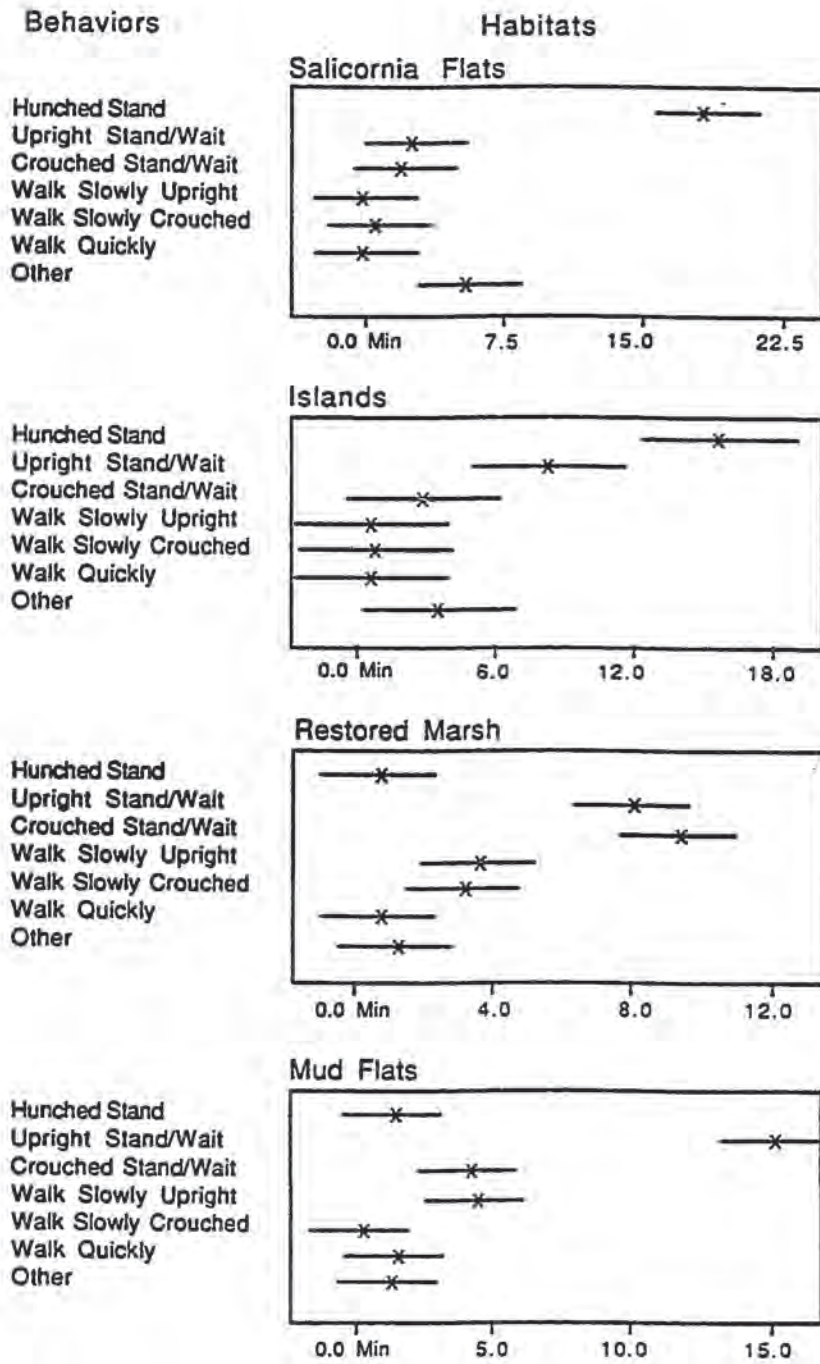 Behaviors Habitats
Salicornia Flats
Hunched Stand
Upright Stand/Wait
Crouched Stand/Wait
Walk Slowly Upright
Walk Slowly Crouched
Walk Quickly
Other
0.0 Min 7.5 15.0 22.5
Islands
Hunched Stand
Upright Stand/Wait
Crouched Stand/Wait
Walk Slowly Upright
Walk Slowly Crouched
Walk Quickly
Other
0.0 Min 6.0 12.0 18.0
Restored Marsh
Hunched Stand
Upright Stand/Wait
Crouched Stand/Wait
Walk Slowly Upright
Walk Slowly Crouched
Walk Quickly
Other
0.0 Min 4.0 8.0 12.0
Mud Flats
Hunched Stand
Upright Stand/Wait
Crouched Stand/Wait
Walk Slowly Upright
Walk Slowly Crouched
Walk Quickly
Other
0.0 Min 5.0 10.0 15.0